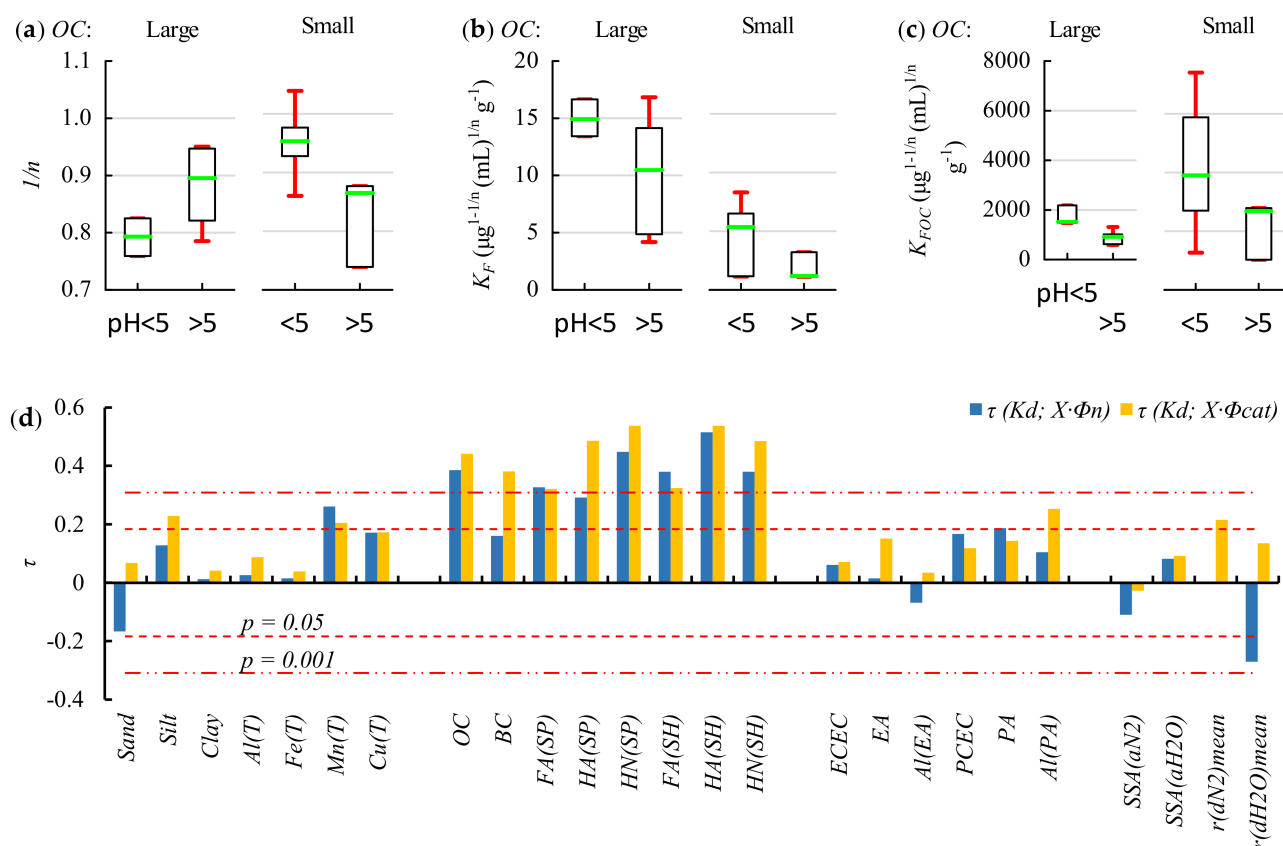 (a) OC: Large Small
1.1
1.0
0.9
0.8
0.7
1/n
pH<5 >5 <5 >5
(b) OC: Large Small
20
15
10
5
0
K_F (µg^{1-1/n} (mL)^{1/n} g^{-1})
pH<5 >5 <5 >5
(c) OC: Large Small
8000
6000
4000
2000
0
K_{FOC} (µg^{1-1/n} (mL)^{1/n}
g^{-1})
pH<5
>5 <5 >5
(d)
τ (Kd; X·Φn) τ (Kd; X·Φcat)
0.6
0.4
0.2
0
-0.2
-0.4
τ
p = 0.05
p = 0.001
Sand
Silt
Clay
Al(T)
Fe(T)
Mn(T)
Cu(T)
OC
BC
FA(SP)
HA(SP)
HN(SP)
FA(SH)
HA(SH)
HN(SH)
ECEC
EA
Al(EA)
PCEC
PA
Al(PA)
SSA(aN2)
SSA(aH2O)
r(dN2)mean
r(dH2O)mean